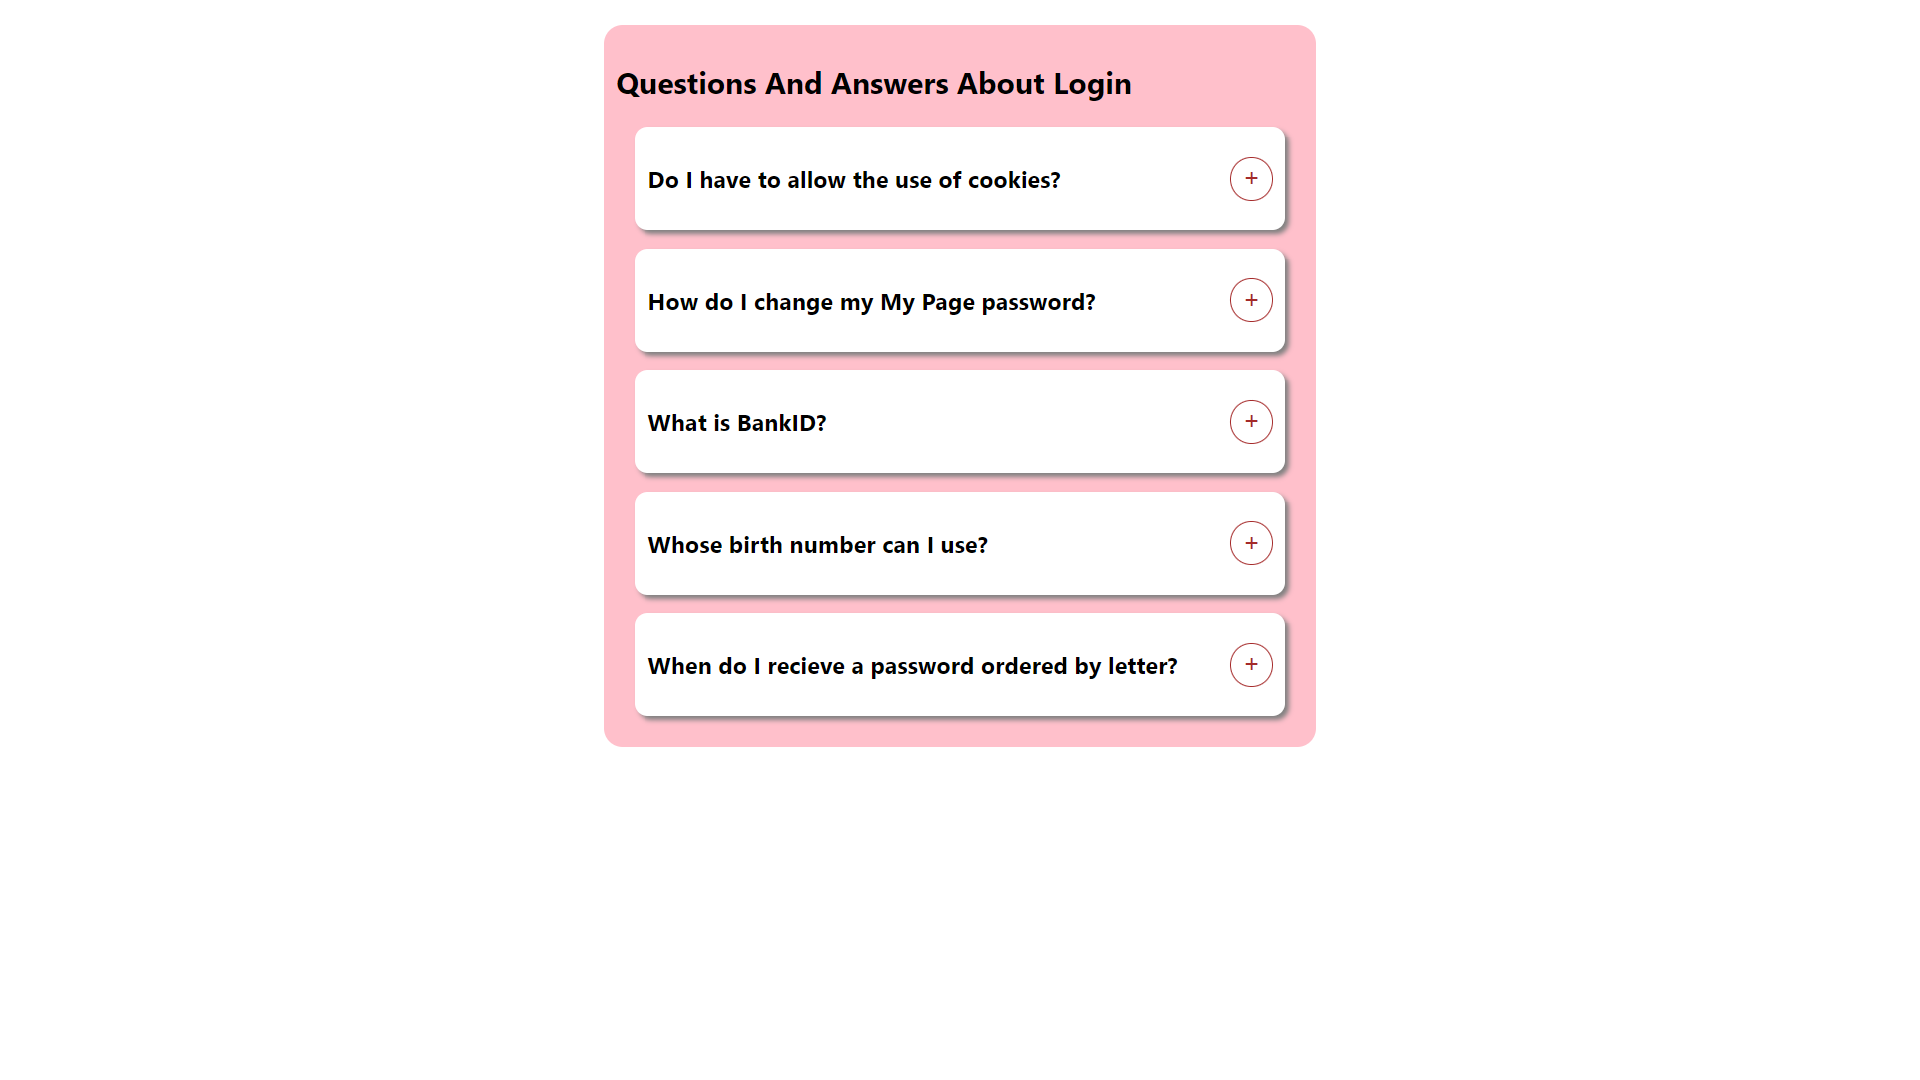 Questions And Answers About Login
Do I have to allow the use of cookies?
+
How do I change my My Page password?
+
What is BankID?
+
Whose birth number can I use?
+
When do I recieve a password ordered by letter?
+